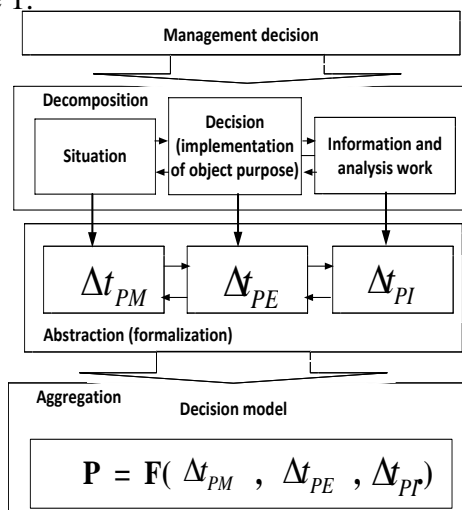 1.
Management decision
Decomposition
Situation
Decision
(implementation
of object purpose)
Information and
analysis work
Δt_PM
Δt_PE
Δt_PI
Abstraction (formalization)
Aggregation
Decision model
P = F( Δt_PM , Δt_PE , Δt_PI.)